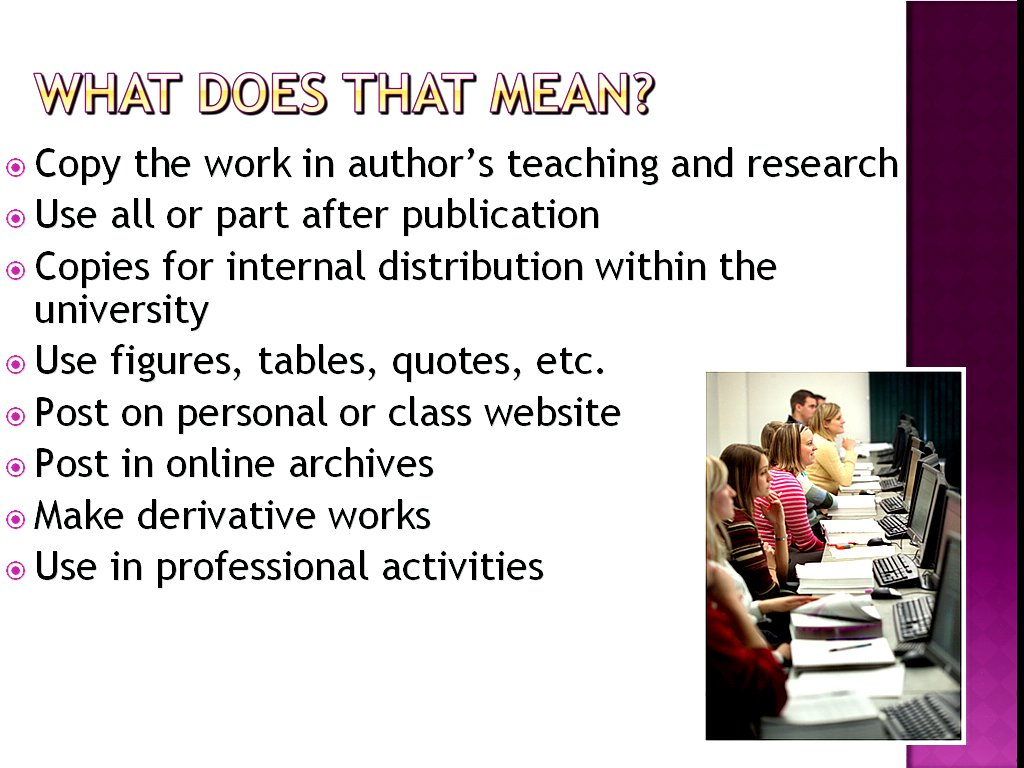 WHAT DOES THAT MEAN?
Copy the work in author's teaching and research
Use all or part after publication
Copies for internal distribution within the
university
Use figures, tables, quotes, etc.
Post on personal or class website
Post in online archives
Make derivative works
Use in professional activities